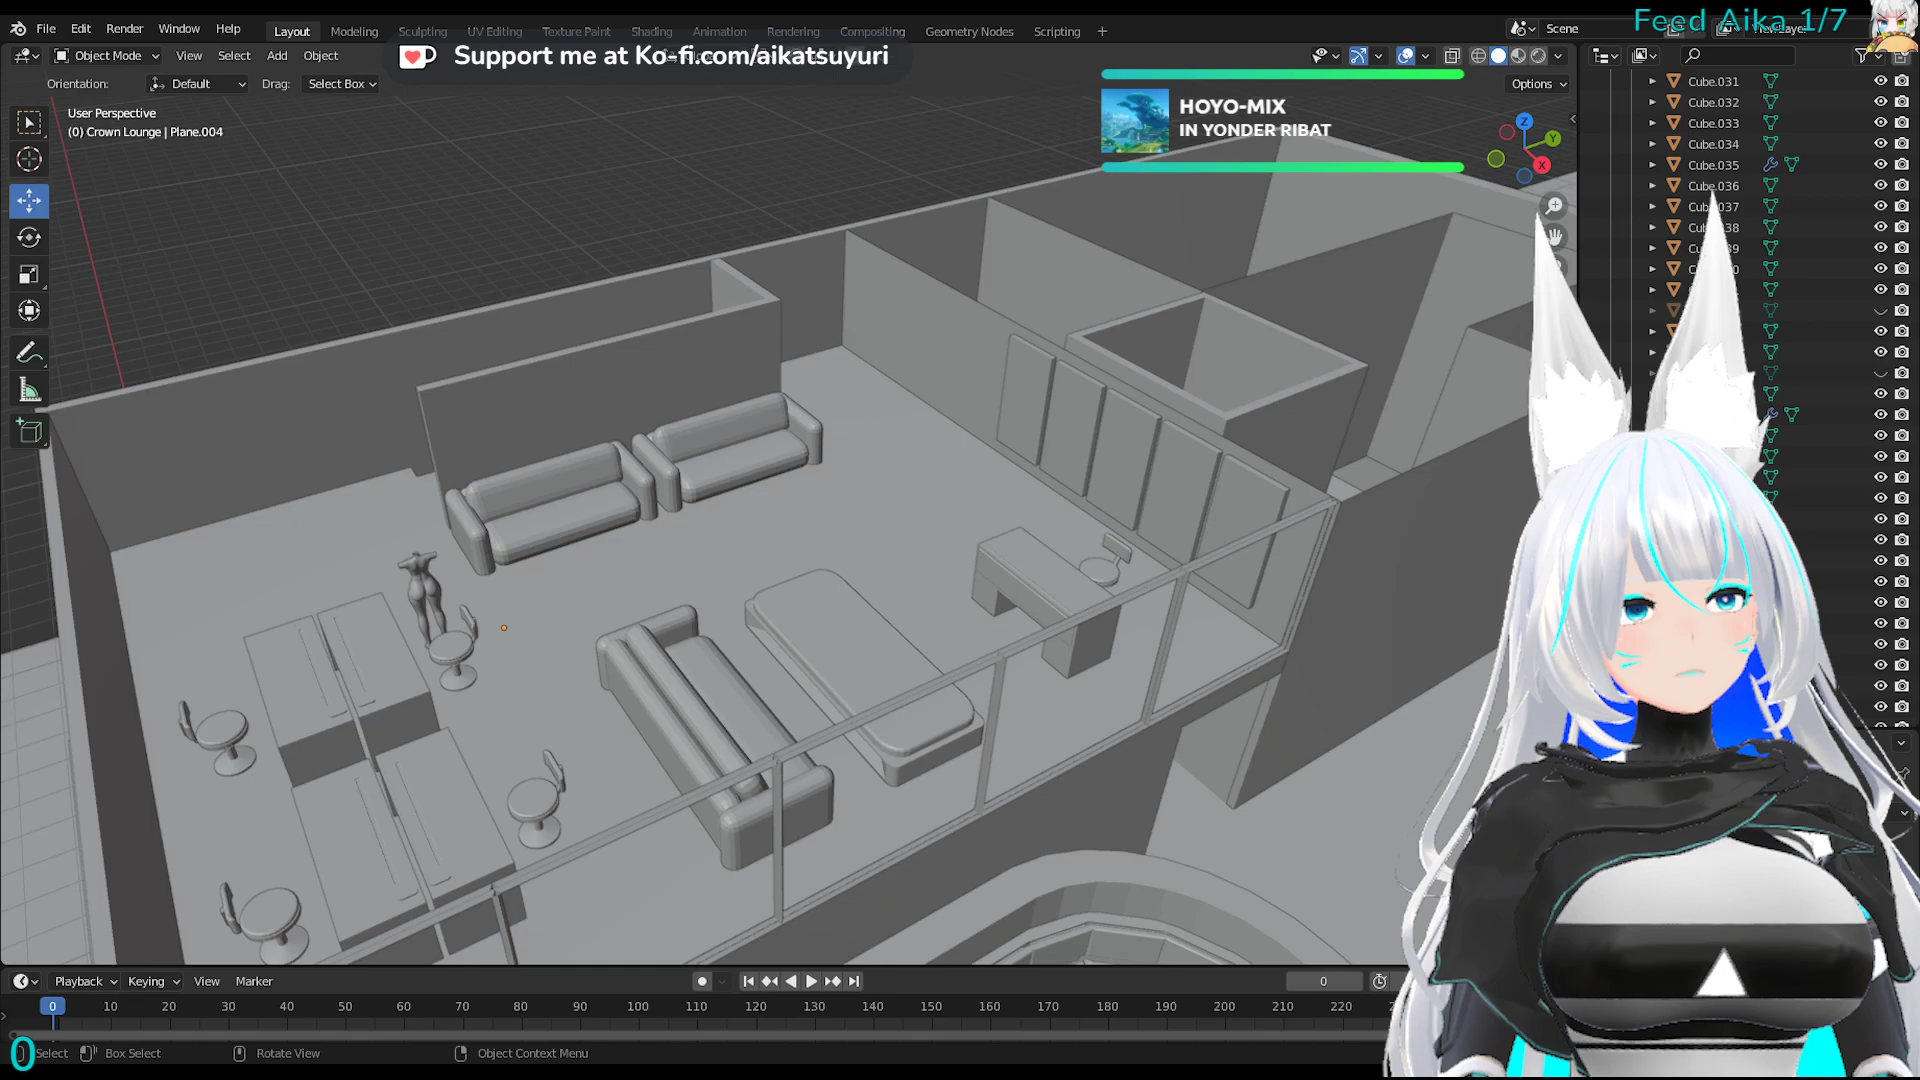 File Edit Render Window Help Layout Modeling Sculpting UV Editing Texture Paint Shading Animation Rendering Compositing Geometry Nodes Scripting + Scene
Feed Aika 1/7
Object Mode View Select Add Object
Support me at Ko-fi.com/aikatsuyuri
Orientation: Default Drag: Select Box Options
User Perspective
(0) Crown Lounge | Plane.004
HOYO-MIX
IN YONDER RIBAT
Z
Y
X
Cube.031
Cube.032
Cube.033
Cube.034
Cube.035
Cube.036
Playback Keying View Marker 0
0 10 20 30 40 50 60 70 80 90 100 110 120 130 140 150 160 170 180 190 200 210 220
0 Select Box Select Rotate View Object Context Menu